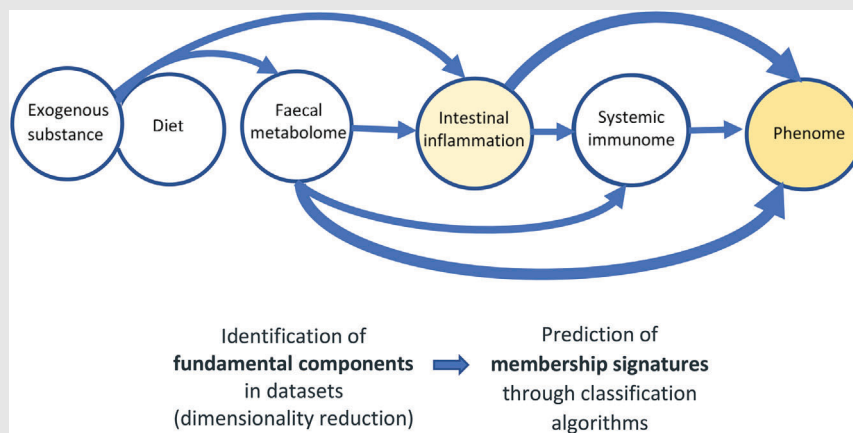 Exogenous
substance
Diet
Faecal
metabolome
Intestinal
inflammation
Systemic
immunome
Phenome
Identification of
fundamental components
in datasets
(dimensionality reduction)
Prediction of
membership signatures
through classification
algorithms